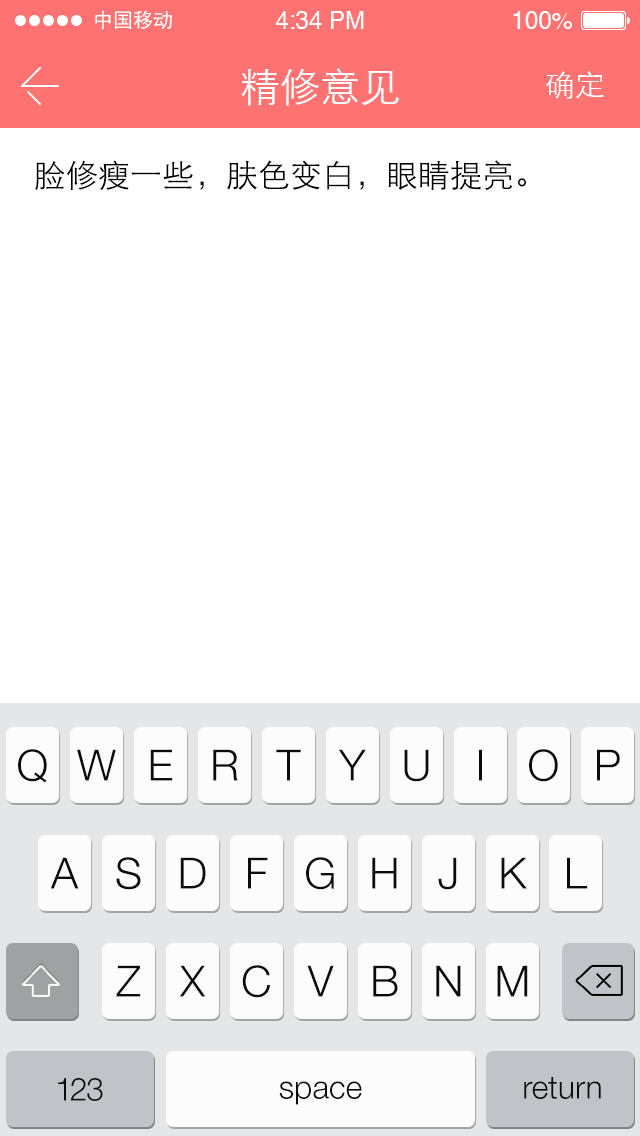 中国移动 4:34 PM 100%
精修意见 确定
脸修瘦一些，肤色变白，眼睛提亮。
Q W E R T Y U I O P
A S D F G H J K L
Z X C V B N M
123 space return